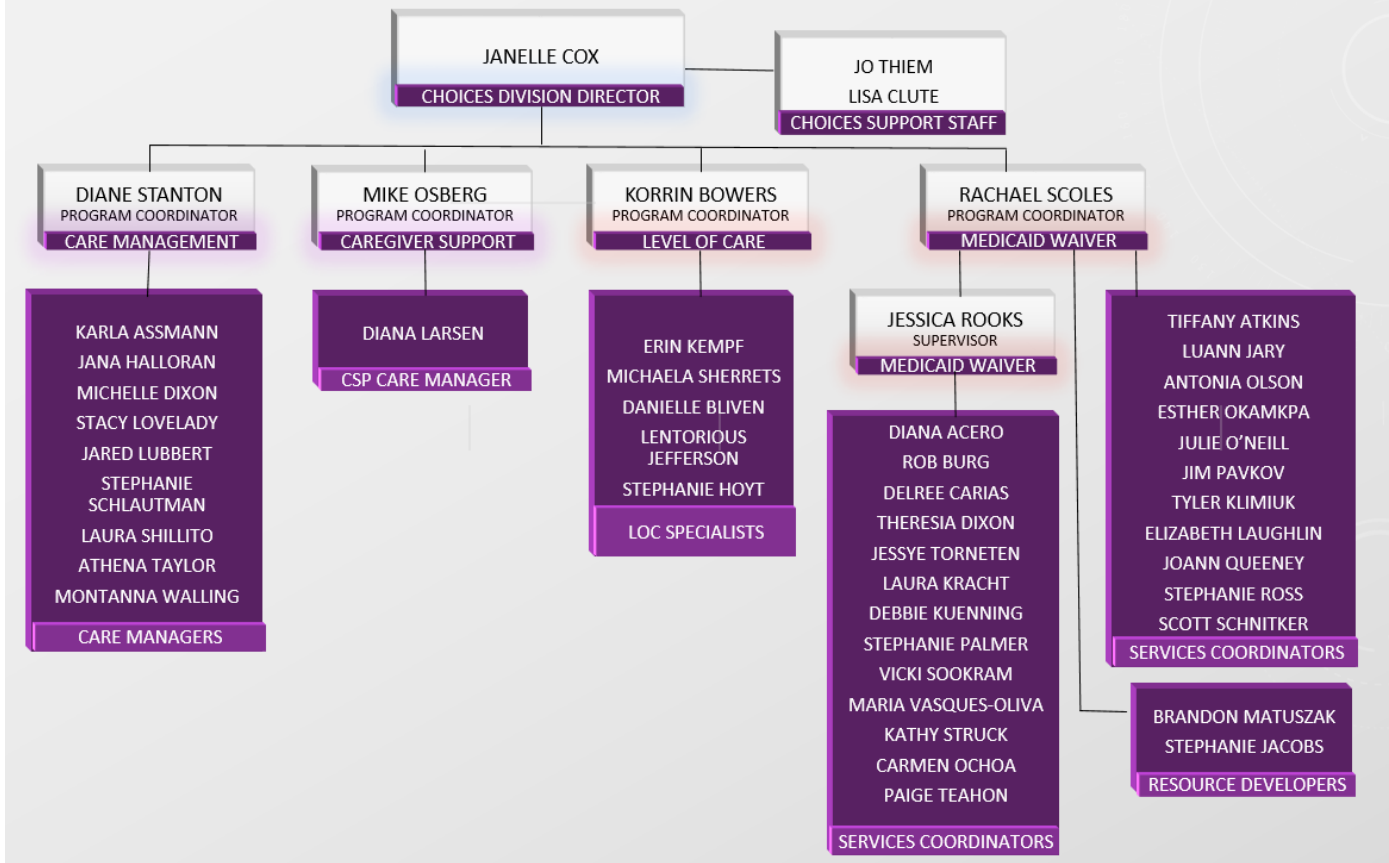 JANELLE COX
CHOICES DIVISION DIRECTOR
JO THIEM
LISA CLUTE
CHOICES SUPPORT STAFF
DIANE STANTON
PROGRAM COORDINATOR
CARE MANAGEMENT
MIKE OSBERG
PROGRAM COORDINATOR
CAREGIVER SUPPORT
KORRIN BOWERS
PROGRAM COORDINATOR
LEVEL OF CARE
RACHAEL SCOLES
PROGRAM COORDINATOR
MEDICAID WAIVER
KARLA ASSMANN
JANA HALLORAN
MICHELLE DIXON
STACY LOVELADY
JARED LUBBERT
STEPHANIE
SCHLAUTMAN
LAURA SHILLITO
ATHENA TAYLOR
MONTANNA WALLING
CARE MANAGERS
DIANA LARSEN
CSP CARE MANAGER
ERIN KEMPF
MICHAELA SHERRETS
DANIELLE BLIVEN
LENTORIOUS
JEFFERSON
STEPHANIE HOYT
LOC SPECIALISTS
JESSICA ROOKS
SUPERVISOR
MEDICAID WAIVER
DIANA ACERO
ROB BURG
DELREE CARIAS
THERESIA DIXON
JESSYE TORNETEN
LAURA KRACHT
DEBBIE KUENNING
STEPHANIE PALMER
VICKI SOOKRAM
MARIA VASQUES-OLIVA
KATHY STRUCK
CARMEN OCHOA
PAIGE TEAHON
SERVICES COORDINATORS
TIFFANY ATKINS
LUANN JARY
ANTONIA OLSON
ESTHER OKAMKPA
JULIE O’NEILL
JIM PAVKOV
TYLER KLIMIUK
ELIZABETH LAUGHLIN
JOANN QUEENEY
STEPHANIE ROSS
SCOTT SCHNITKER
SERVICES COORDINATORS
BRANDON MATUSZAK
STEPHANIE JACOBS
RESOURCE DEVELOPERS